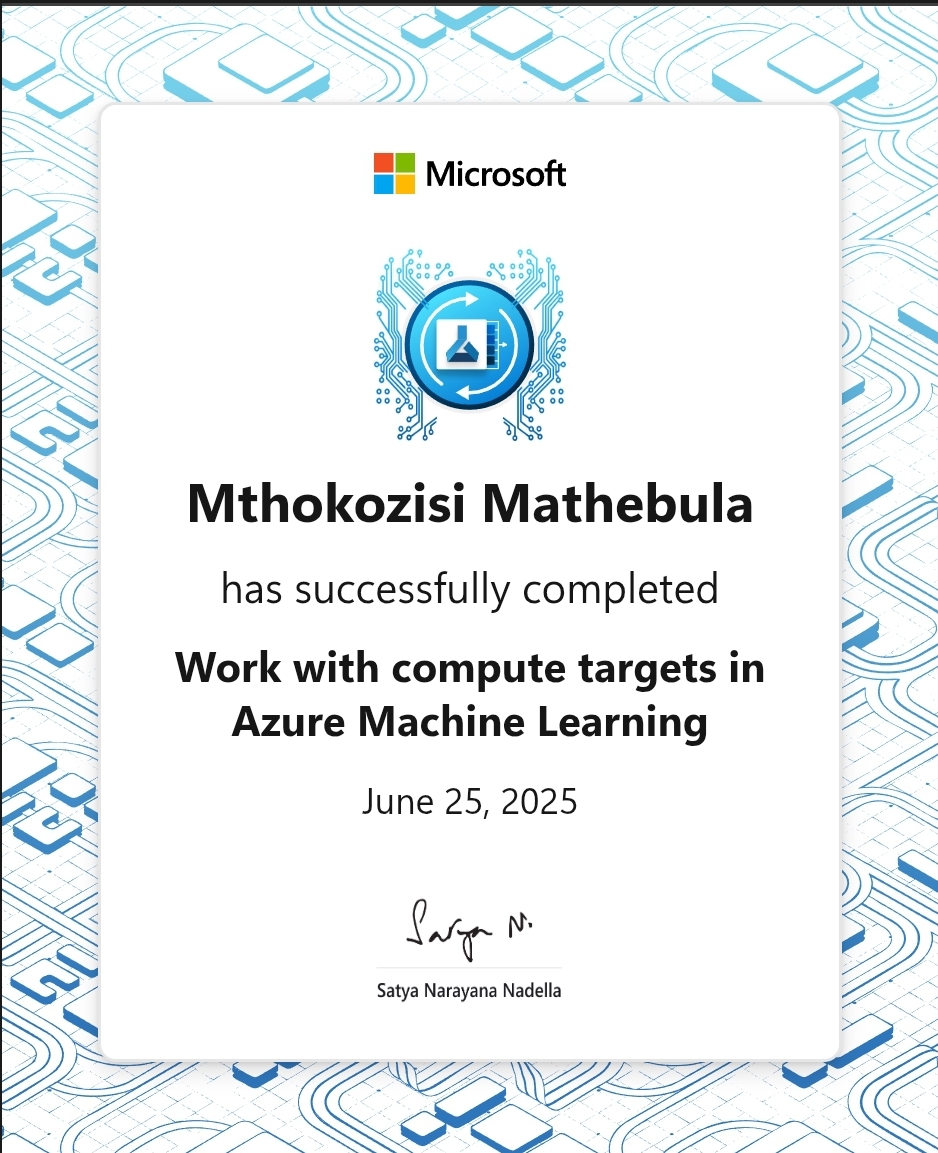 Microsoft
Mthokozisi Mathebula
has successfully completed
Work with compute targets in
Azure Machine Learning
June 25, 2025
Satya N.
Satya Narayana Nadella